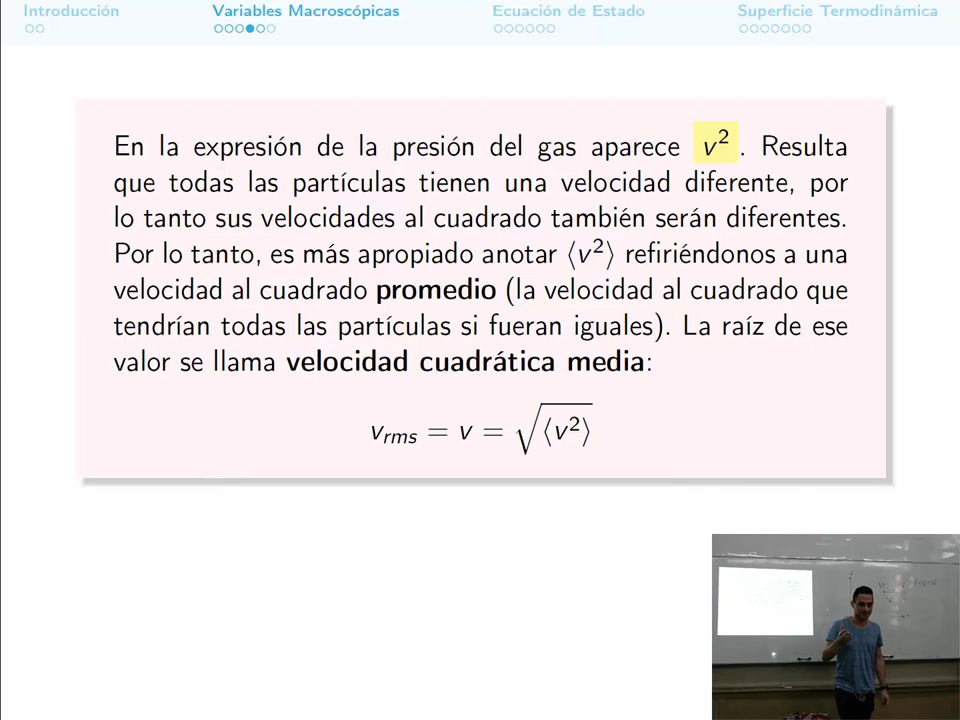 Introducción
Variables Macroscópicas
Ecuación de Estado
Superficie Termodinámica
En la expresión de la presión del gas aparece v². Resulta
que todas las partículas tienen una velocidad diferente, por
lo tanto sus velocidades al cuadrado también serán diferentes.
Por lo tanto, es más apropiado anotar ⟨v²⟩ refiriéndonos a una
velocidad al cuadrado promedio (la velocidad al cuadrado que
tendrían todas las partículas si fueran iguales). La raíz de ese
valor se llama velocidad cuadrática media:
v_rms = v = √⟨v²⟩